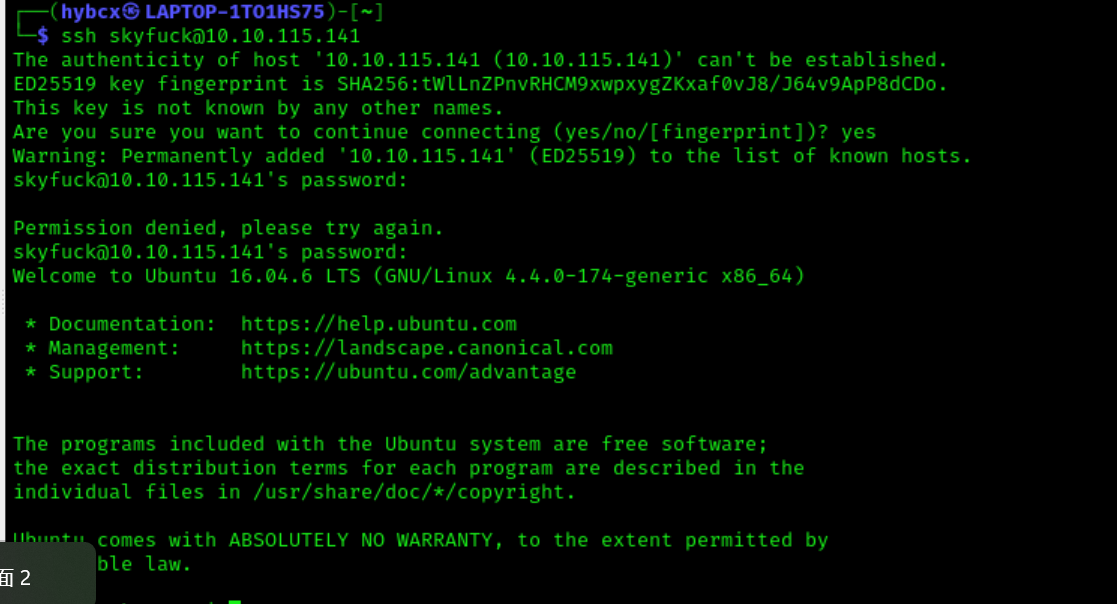 ┌──(hybcx㉿LAPTOP-1TO1HS75)-[~]
└─$ ssh skyfuck@10.10.115.141
The authenticity of host '10.10.115.141 (10.10.115.141)' can't be established.
ED25519 key fingerprint is SHA256:tWlLnZPnvRHCM9xwpxygZKxaf0vJ8/J64v9ApP8dCDo.
This key is not known by any other names.
Are you sure you want to continue connecting (yes/no/[fingerprint])? yes
Warning: Permanently added '10.10.115.141' (ED25519) to the list of known hosts.
skyfuck@10.10.115.141's password:
Permission denied, please try again.
skyfuck@10.10.115.141's password:
Welcome to Ubuntu 16.04.6 LTS (GNU/Linux 4.4.0-174-generic x86_64)
* Documentation:  https://help.ubuntu.com
* Management:     https://landscape.canonical.com
* Support:        https://ubuntu.com/advantage
The programs included with the Ubuntu system are free software;
the exact distribution terms for each program are described in the
individual files in /usr/share/doc/*/copyright.
Ubuntu comes with ABSOLUTELY NO WARRANTY, to the extent permitted by
ble law.
面 2